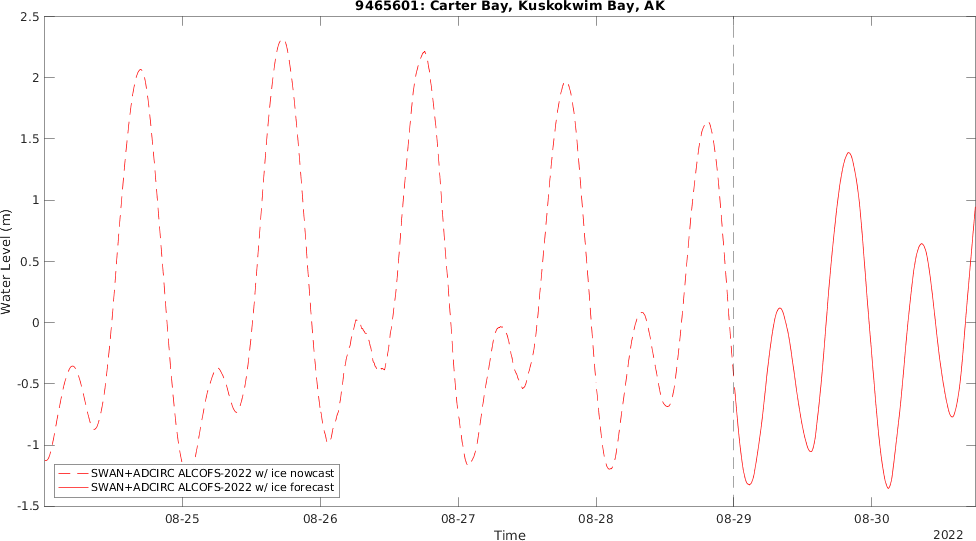 9465601: Carter Bay, Kuskokwim Bay, AK
2.5
2
1.5
1
0.5
0
-0.5
-1
-1.5
Water Level (m)
SWAN+ADCIRC ALCOFS-2022 w/ ice nowcast
SWAN+ADCIRC ALCOFS-2022 w/ ice forecast
08-25 08-26 08-27 08-28 08-29 08-30
Time
2022